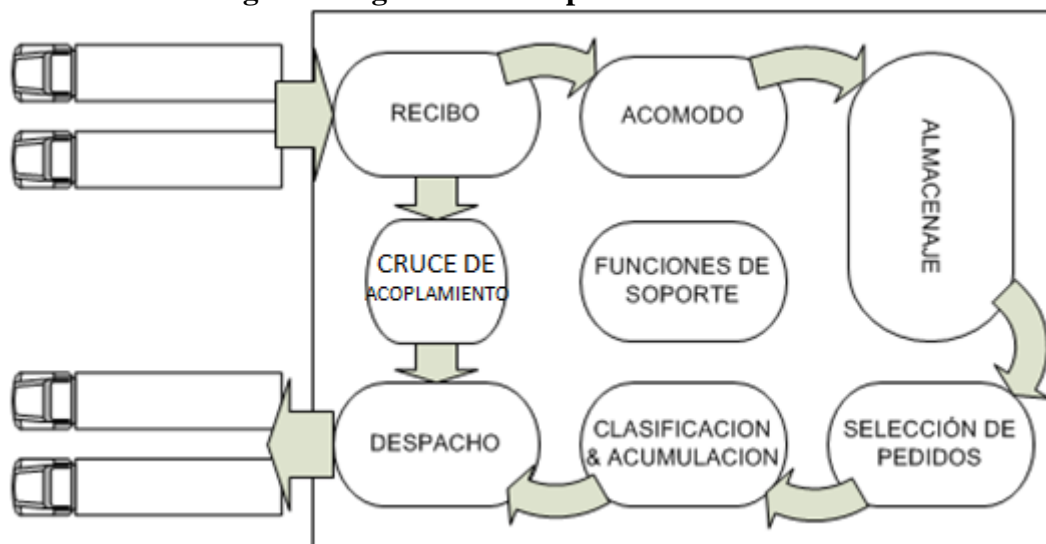 RECIBO
ACOMODO
ALMACENAJE
CRUCE DE
ACOPLAMIENTO
FUNCIONES DE
SOPORTE
DESPACHO
CLASIFICACION
& ACUMULACION
SELECCIÓN DE
PEDIDOS